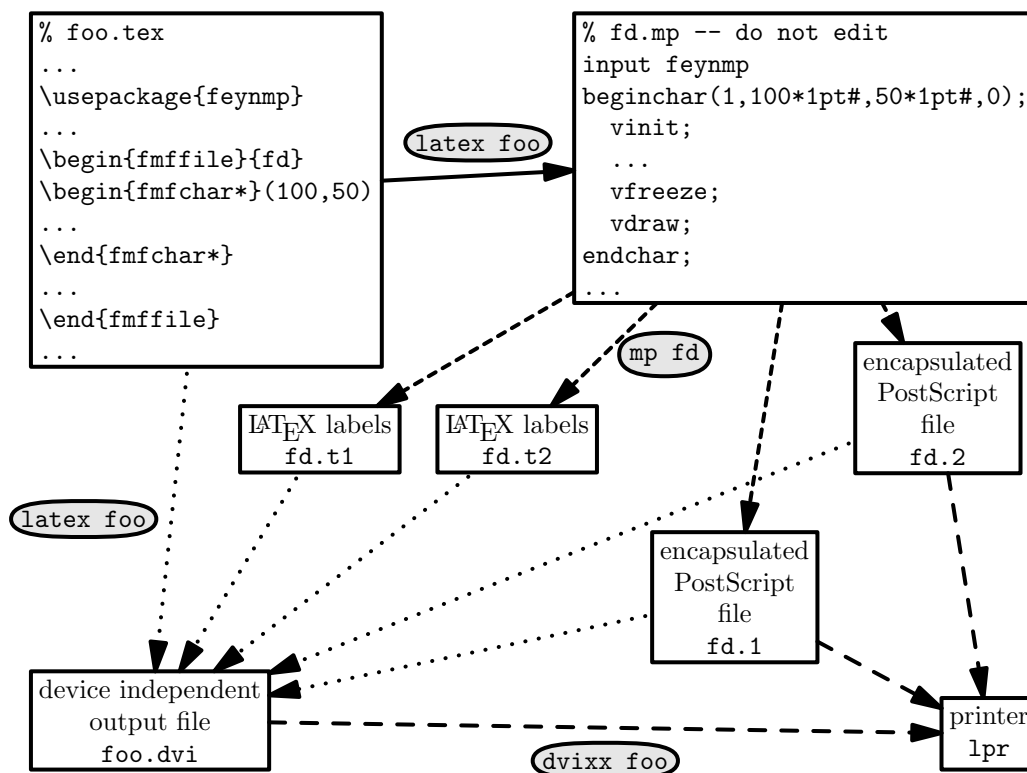 % foo.tex
...
\usepackage{feynmp}
...
\begin{fmffile}{fd}
\begin{fmfchar*}(100,50)
...
\end{fmfchar*}
...
\end{fmffile}
...
latex foo
% fd.mp -- do not edit
input feynmp
beginchar(1,100*1pt#,50*1pt#,0);
vinit;
...
vfreeze;
vdraw;
endchar;
...
mp fd
LATEX labels
fd.t1
LATEX labels
fd.t2
encapsulated
PostScript
file
fd.2
latex foo
encapsulated
PostScript
file
fd.1
device independent
output file
foo.dvi
dvixx foo
printer
lpr